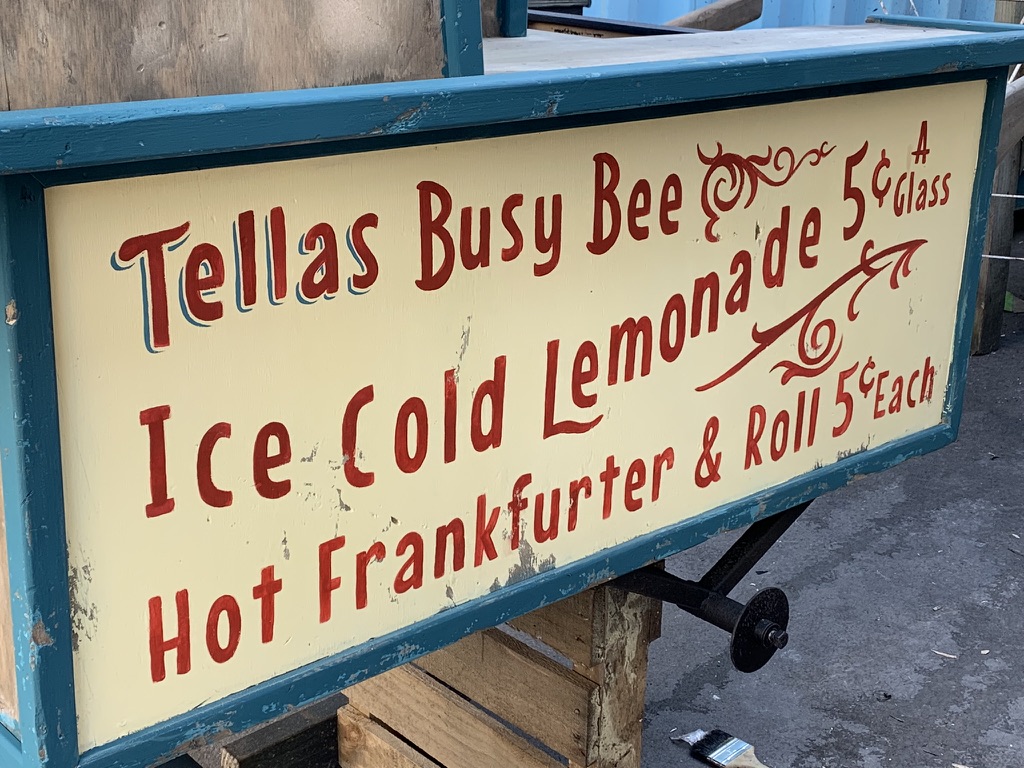 Tellas Busy Bee
Ice Cold Lemonade 5¢ A Glass
Hot Frankfurter & Roll 5¢ Each